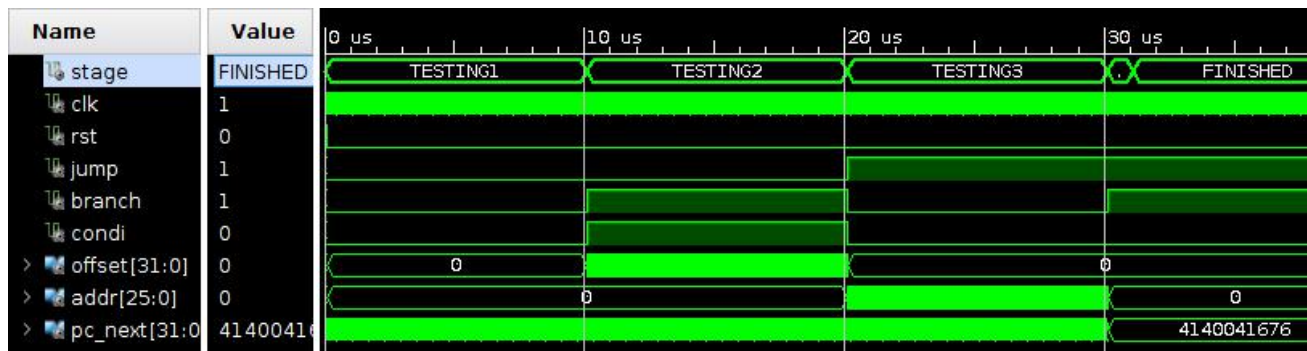 Name Value 0 us 10 us 20 us 30 us
stage FINISHED TESTING1 TESTING2 TESTING3 . FINISHED
clk 1
rst 0
jump 1
branch 1
condi 0
> offset[31:0] 0 0 0
> addr[25:0] 0 0 0
> pc_next[31:0 41400416 4140041676